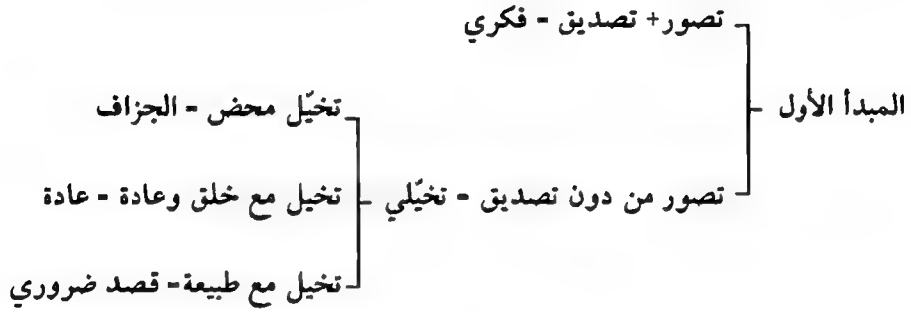 تصور+ تصديق = فكري
المبدأ الأول
تخيّل محض = الجزاف
تصور من دون تصديق = تخيّلي
تخيل مع خلق وعادة = عادة
تخيل مع طبيعة= قصد ضروري